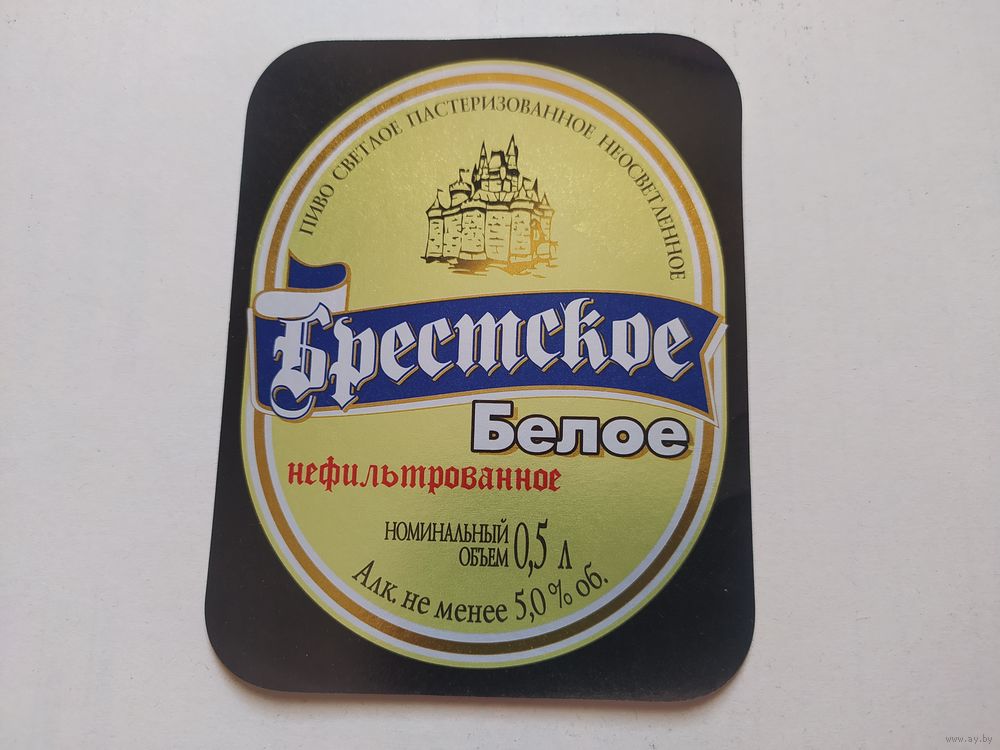 ПИВО СВЕТЛОЕ ПАСТЕРИЗОВАННОЕ НЕОСВЕТЛЕННОЕ
Брестское
Белое
нефильтрованное
НОМИНАЛЬНЫЙ
ОБЪЕМ 0,5 л
Алк. не менее 5,0 % об.
www.ay.by